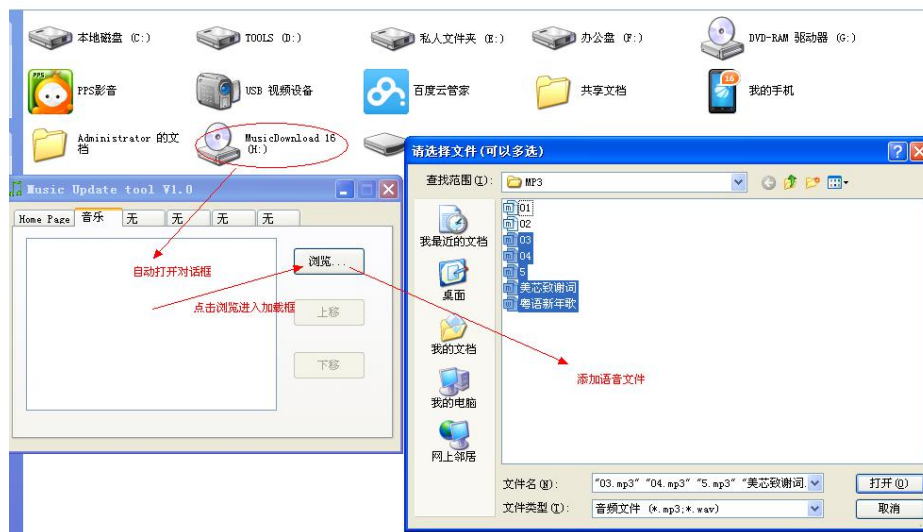 本地磁盘 (C:)
TOOLS (D:)
私人文件夹 (E:)
办公盘 (F:)
DVD-RAM 驱动器 (G:)
PPS
PPS影音
USB 视频设备
百度云管家
共享文档
16
我的手机
Administrator 的文
档
MusicDownload 16
(H:)
Music Update tool V1.0
Home Page
音乐
无
无
无
无
浏览...
上移
下移
自动打开对话框
点击浏览进入加载框
请选择文件(可以多选)
查找范围(I):
MP3
我最近的文档
桌面
我的文档
我的电脑
网上邻居
01
02
03
04
5
美芯致谢词
粤语新年歌
添加语音文件
文件名(N):
"03.mp3" "04.mp3" "5.mp3" "美芯致谢词.
打开(O)
文件类型(T):
音频文件 (*.mp3;*.wav)
取消